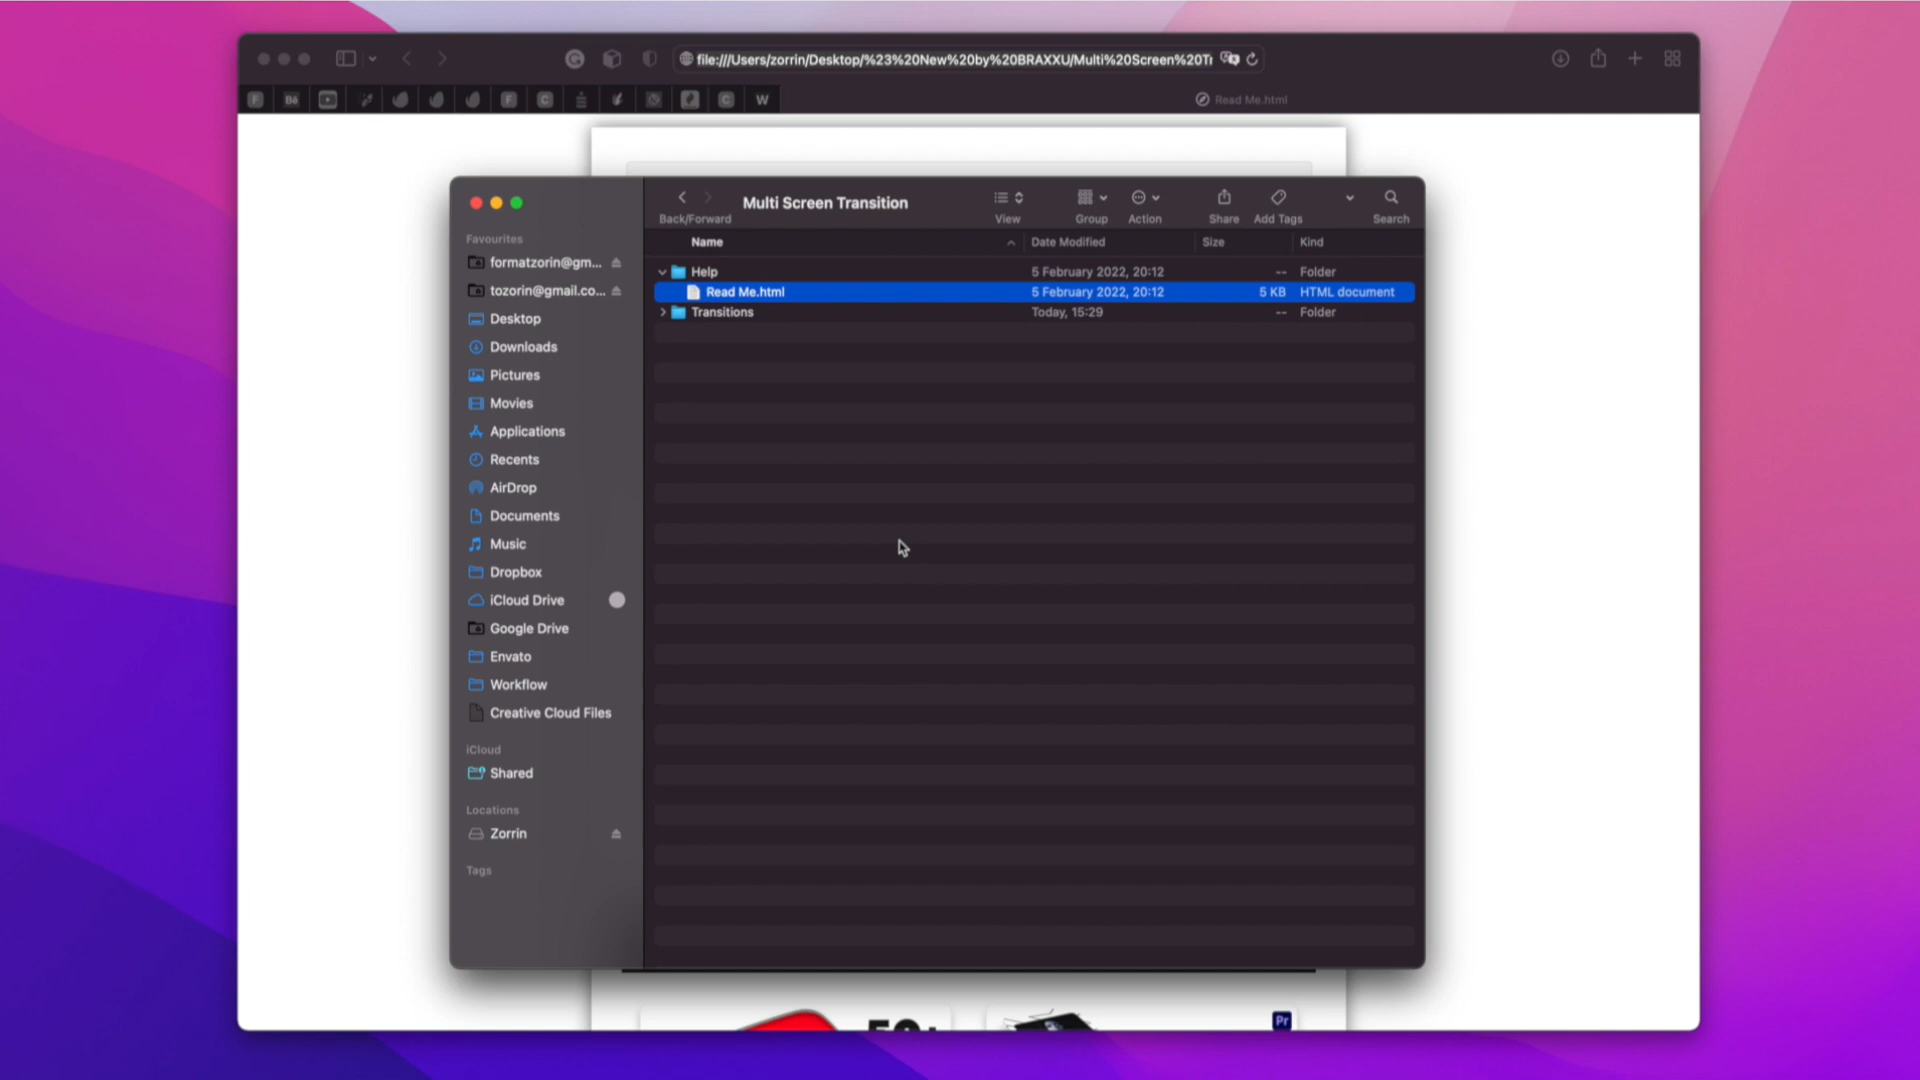 file:///Users/zorrin/Desktop/%23%20New%20by%20BRAXXU/Multi%20Screen%20Tr
F Bē F C C W
Read Me.html
Multi Screen Transition
Back/Forward View Group Action Share Add Tags Search
Name Date Modified Size Kind
Help 5 February 2022, 20:12 -- Folder
Read Me.html 5 February 2022, 20:12 5 KB HTML document
Transitions Today, 15:29 -- Folder
Favourites
formatzorin@gm...
tozorin@gmail.co...
Desktop
Downloads
Pictures
Movies
Applications
Recents
AirDrop
Documents
Music
Dropbox
iCloud Drive
Google Drive
Envato
Workflow
Creative Cloud Files
iCloud
Shared
Locations
Zorrin
Tags
50+
Pr